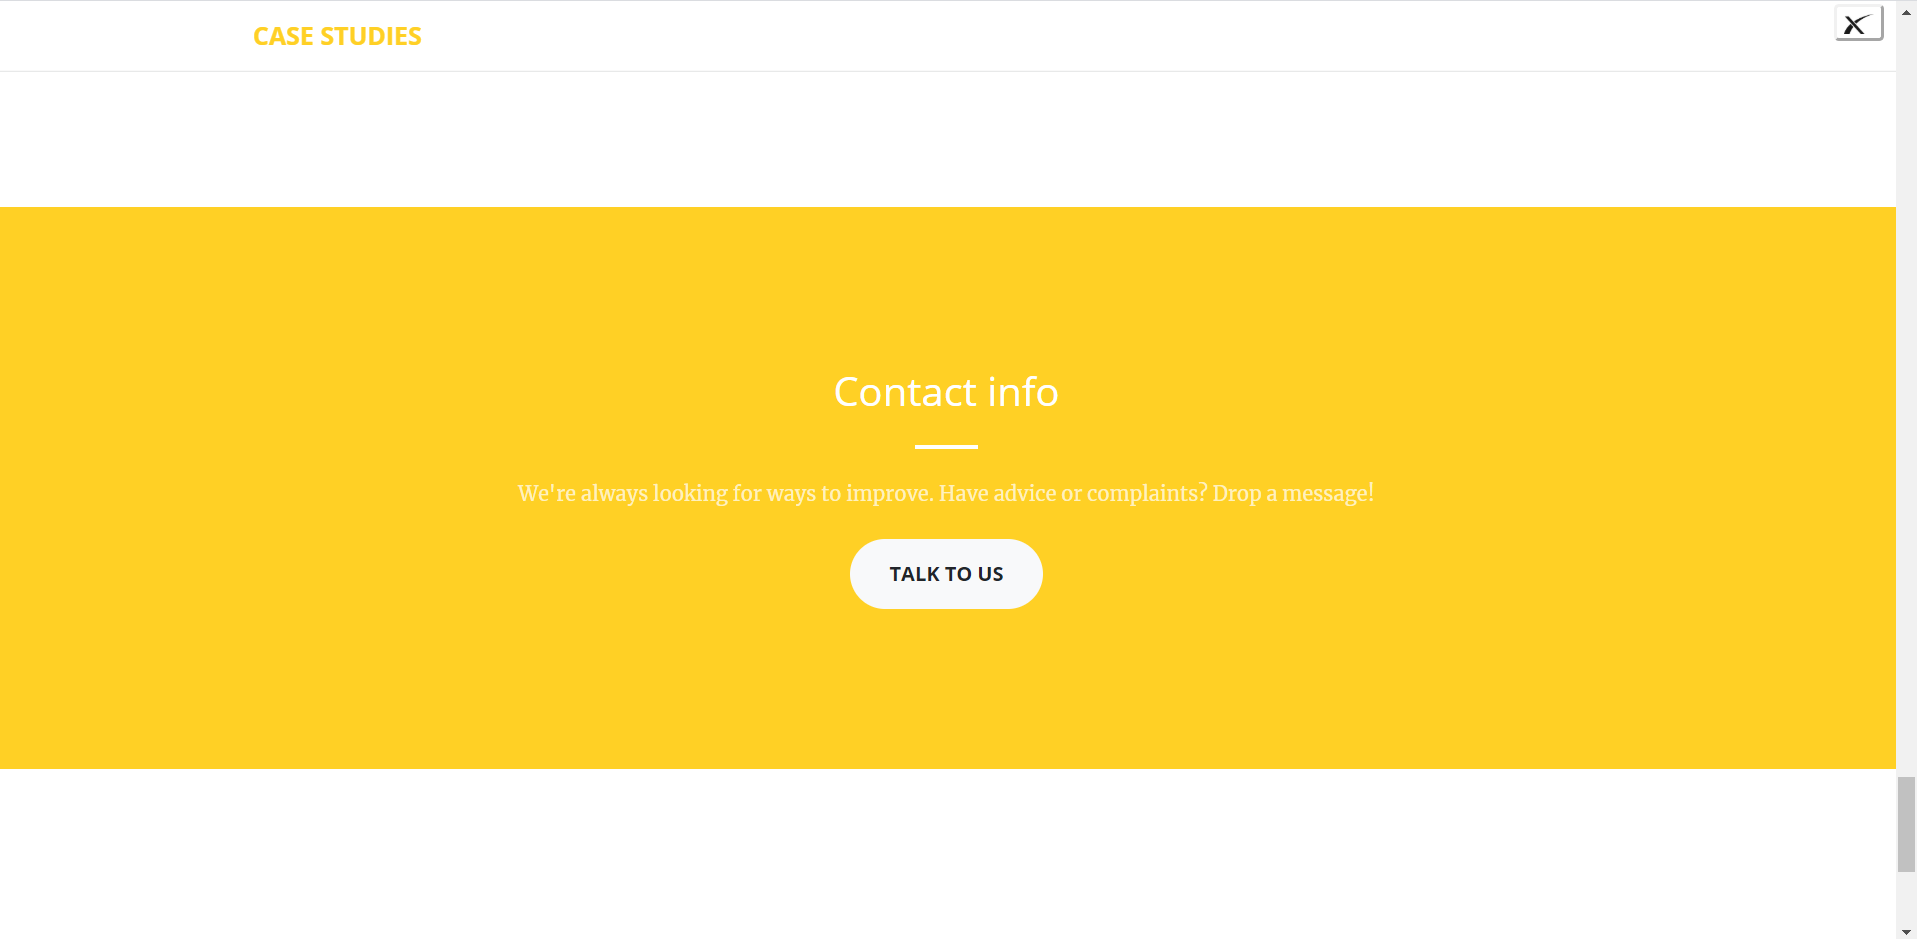 CASE STUDIES
Contact info
We're always looking for ways to improve. Have advice or complaints? Drop a message!
TALK TO US